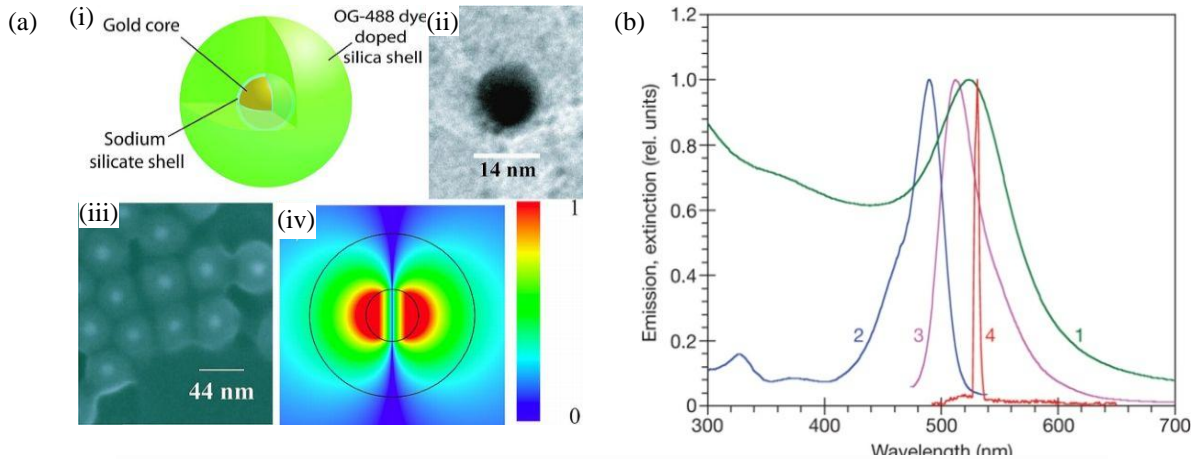 (a)
(i)
Gold core
OG-488 dye
doped
silica shell
Sodium
silicate shell
(ii)
14 nm
(iii)
44 nm
(iv)
1
0
(b)
Emission, extinction (rel. units)
1.2
1.0
0.8
0.6
0.4
0.2
0
2
3
4
1
300
400
500
600
700
Wavelength (nm)